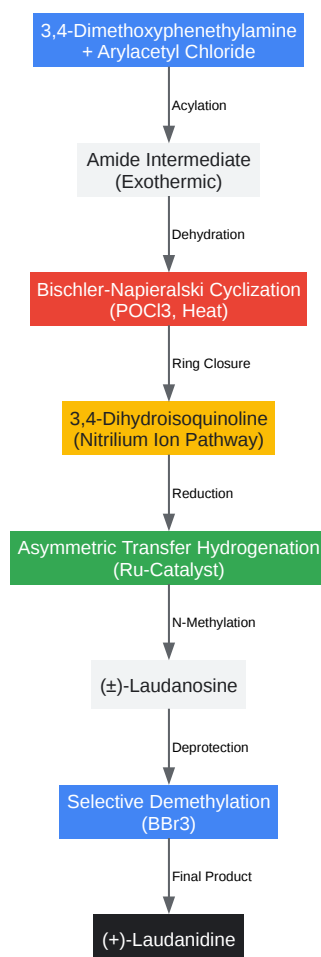 3,4-Dimethoxyphenethylamine
+ Arylacetyl Chloride
Acylation
Amide Intermediate
(Exothermic)
Dehydration
Bischler-Napieralski Cyclization
(POCl3, Heat)
Ring Closure
3,4-Dihydroisoquinoline
(Nitrilium Ion Pathway)
Reduction
Asymmetric Transfer Hydrogenation
(Ru-Catalyst)
N-Methylation
(±)-Laudanosine
Deprotection
Selective Demethylation
(BBr3)
Final Product
(+)-Laudanidine